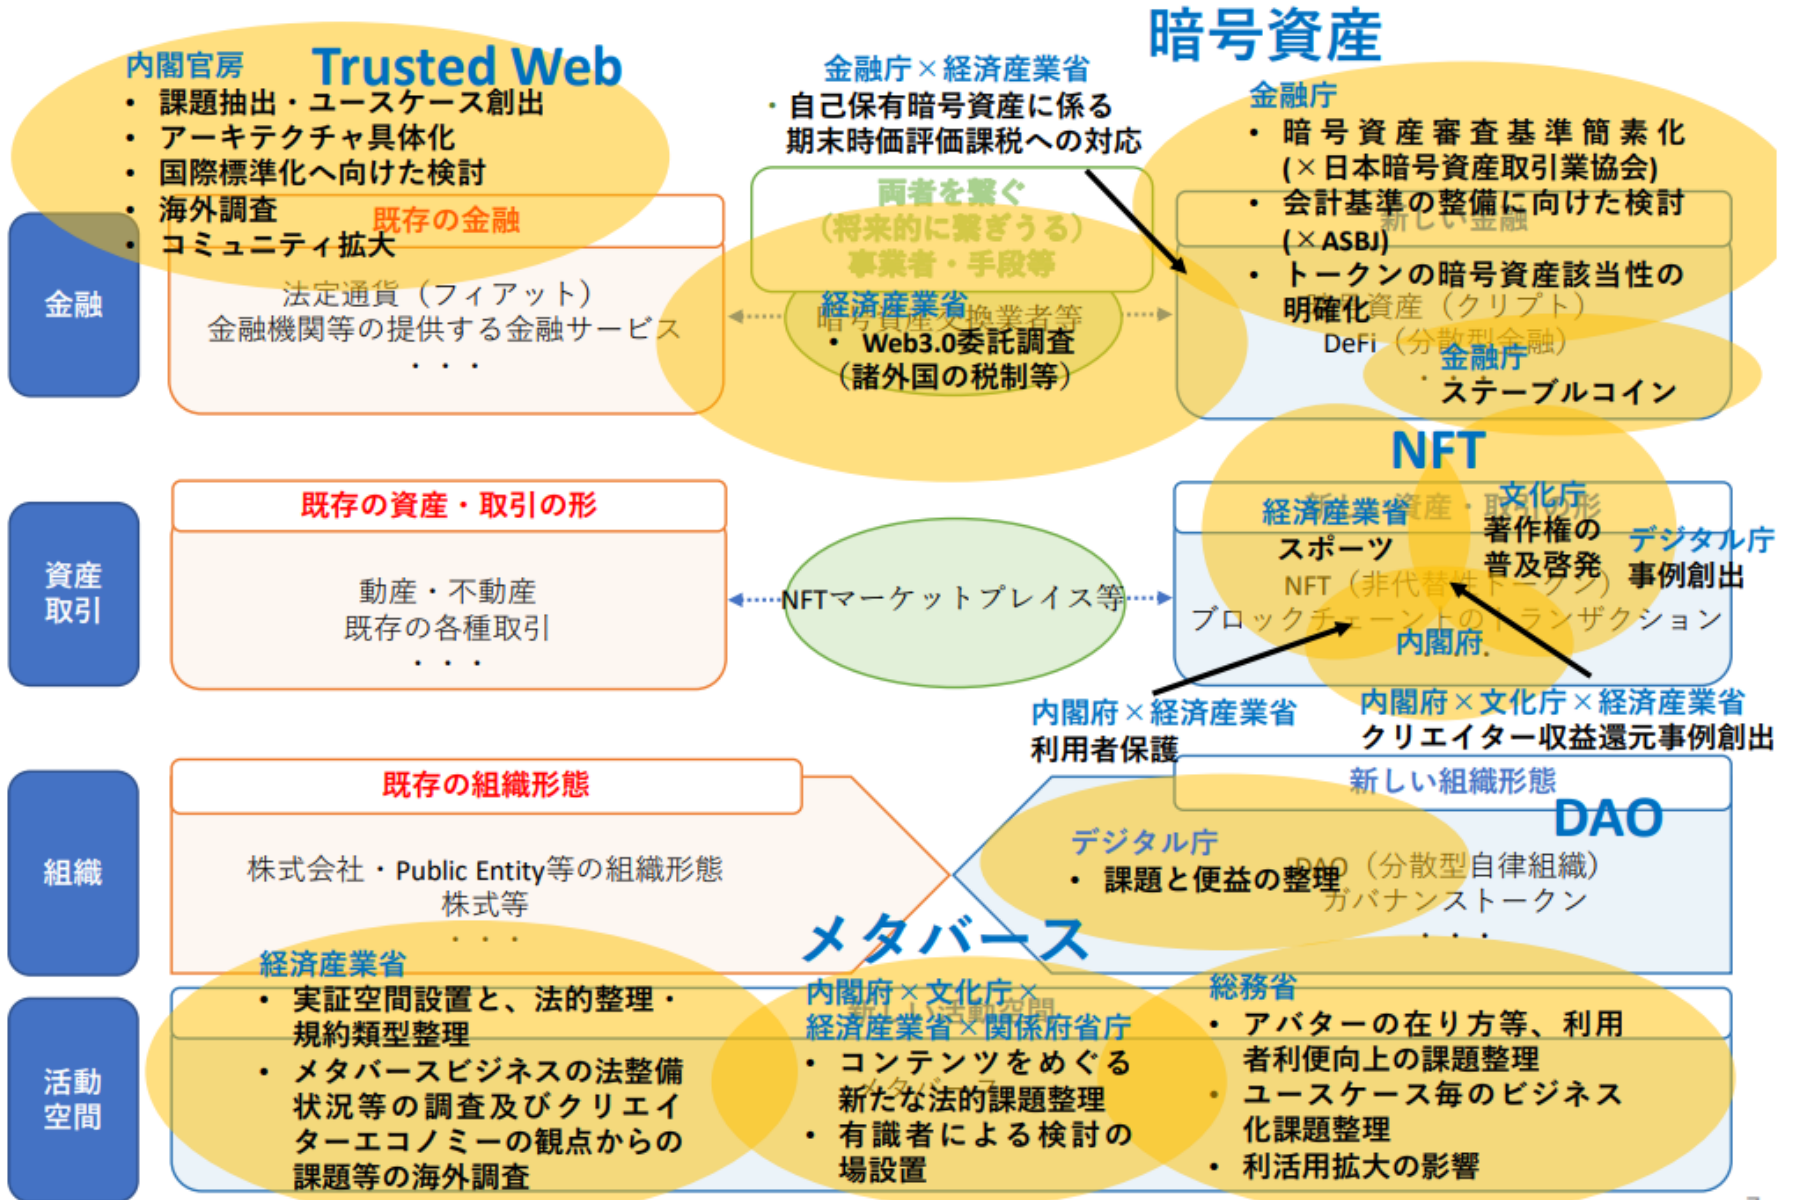 暗号資産
内閣官房
Trusted Web
• 課題抽出・ユースケース創出
• アーキテクチャ具体化
• 国際標準化へ向けた検討
• 海外調査
• コミュニティ拡大
金融庁×経済産業省
・自己保有暗号資産に係る
期末時価評価課税への対応
金融庁
• 暗号資産審査基準簡素化
(×日本暗号資産取引業協会)
• 会計基準の整備に向けた検討
(×ASBJ)
• トークンの暗号資産該当性の
明確化
金融
既存の金融
法定通貨（フィアット）
金融機関等の提供する金融サービス
・・・
両者を繋ぐ
（将来的に繋ぎうる）
事業者・手段等
暗号資産交換業者等
経済産業省
• Web3.0委託調査
（諸外国の税制等）
新しい金融
暗号資産（クリプト）
DeFi（分散型金融）
・・・
金融庁
ステーブルコイン
NFT
資産
取引
既存の資産・取引の形
動産・不動産
既存の各種取引
・・・
NFTマーケットプレイス等
新しい資産・取引の形
NFT（非代替性トークン）
ブロックチェーン上のトランザクション
経済産業省
スポーツ
文化庁
著作権の
普及啓発
デジタル庁
事例創出
内閣府
内閣府×経済産業省
利用者保護
内閣府×文化庁×経済産業省
クリエイター収益還元事例創出
組織
既存の組織形態
株式会社・Public Entity等の組織形態
株式等
・・・
新しい組織形態
DAO
デジタル庁
• 課題と便益の整理
DAO（分散型自律組織）
ガバナンストークン
・・・
メタバース
活動
空間
新しい活動空間
メタバース
経済産業省
• 実証空間設置と、法的整理・
規約類型整理
• メタバースビジネスの法整備
状況等の調査及びクリエイ
ターエコノミーの観点からの
課題等の海外調査
内閣府×文化庁×
経済産業省×関係府省庁
• コンテンツをめぐる
新たな法的課題整理
• 有識者による検討の
場設置
総務省
• アバターの在り方等、利用
者利便向上の課題整理
• ユースケース毎のビジネス
化課題整理
• 利活用拡大の影響